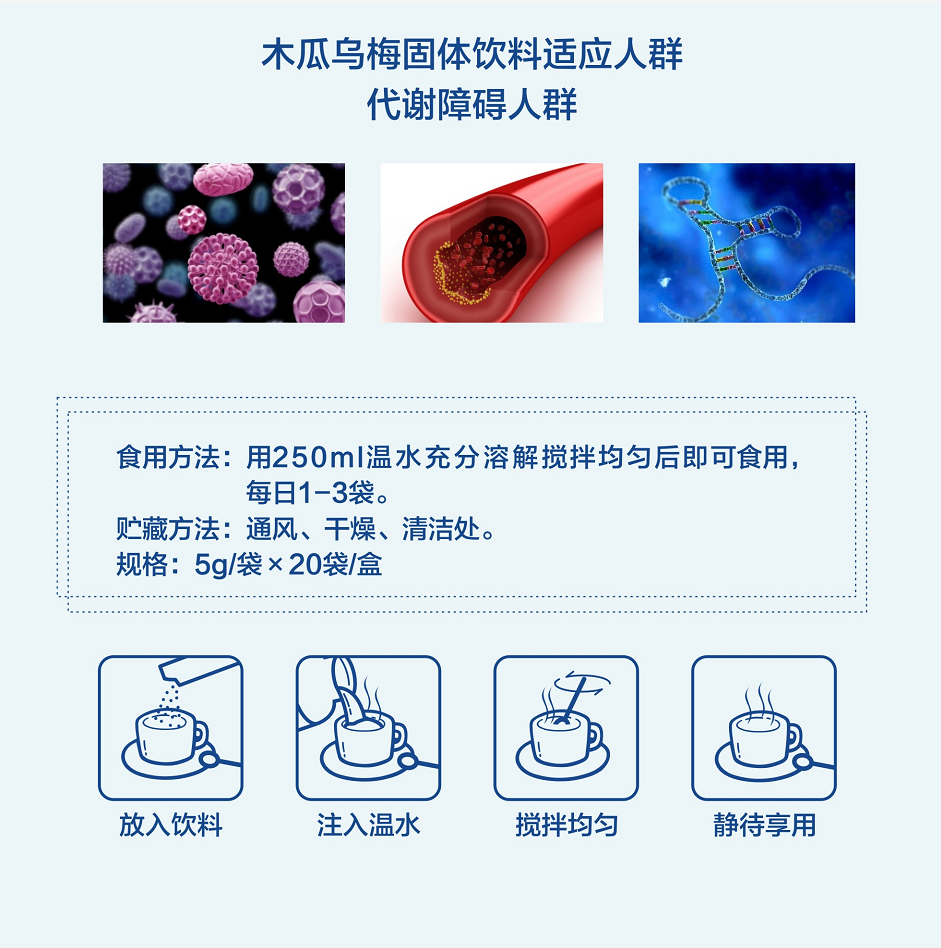 木瓜乌梅固体饮料适应人群
代谢障碍人群
食用方法：用250ml温水充分溶解搅拌均匀后即可食用，
每日1-3袋。
贮藏方法：通风、干燥、清洁处。
规格：5g/袋×20袋/盒
放入饮料
注入温水
搅拌均匀
静待享用